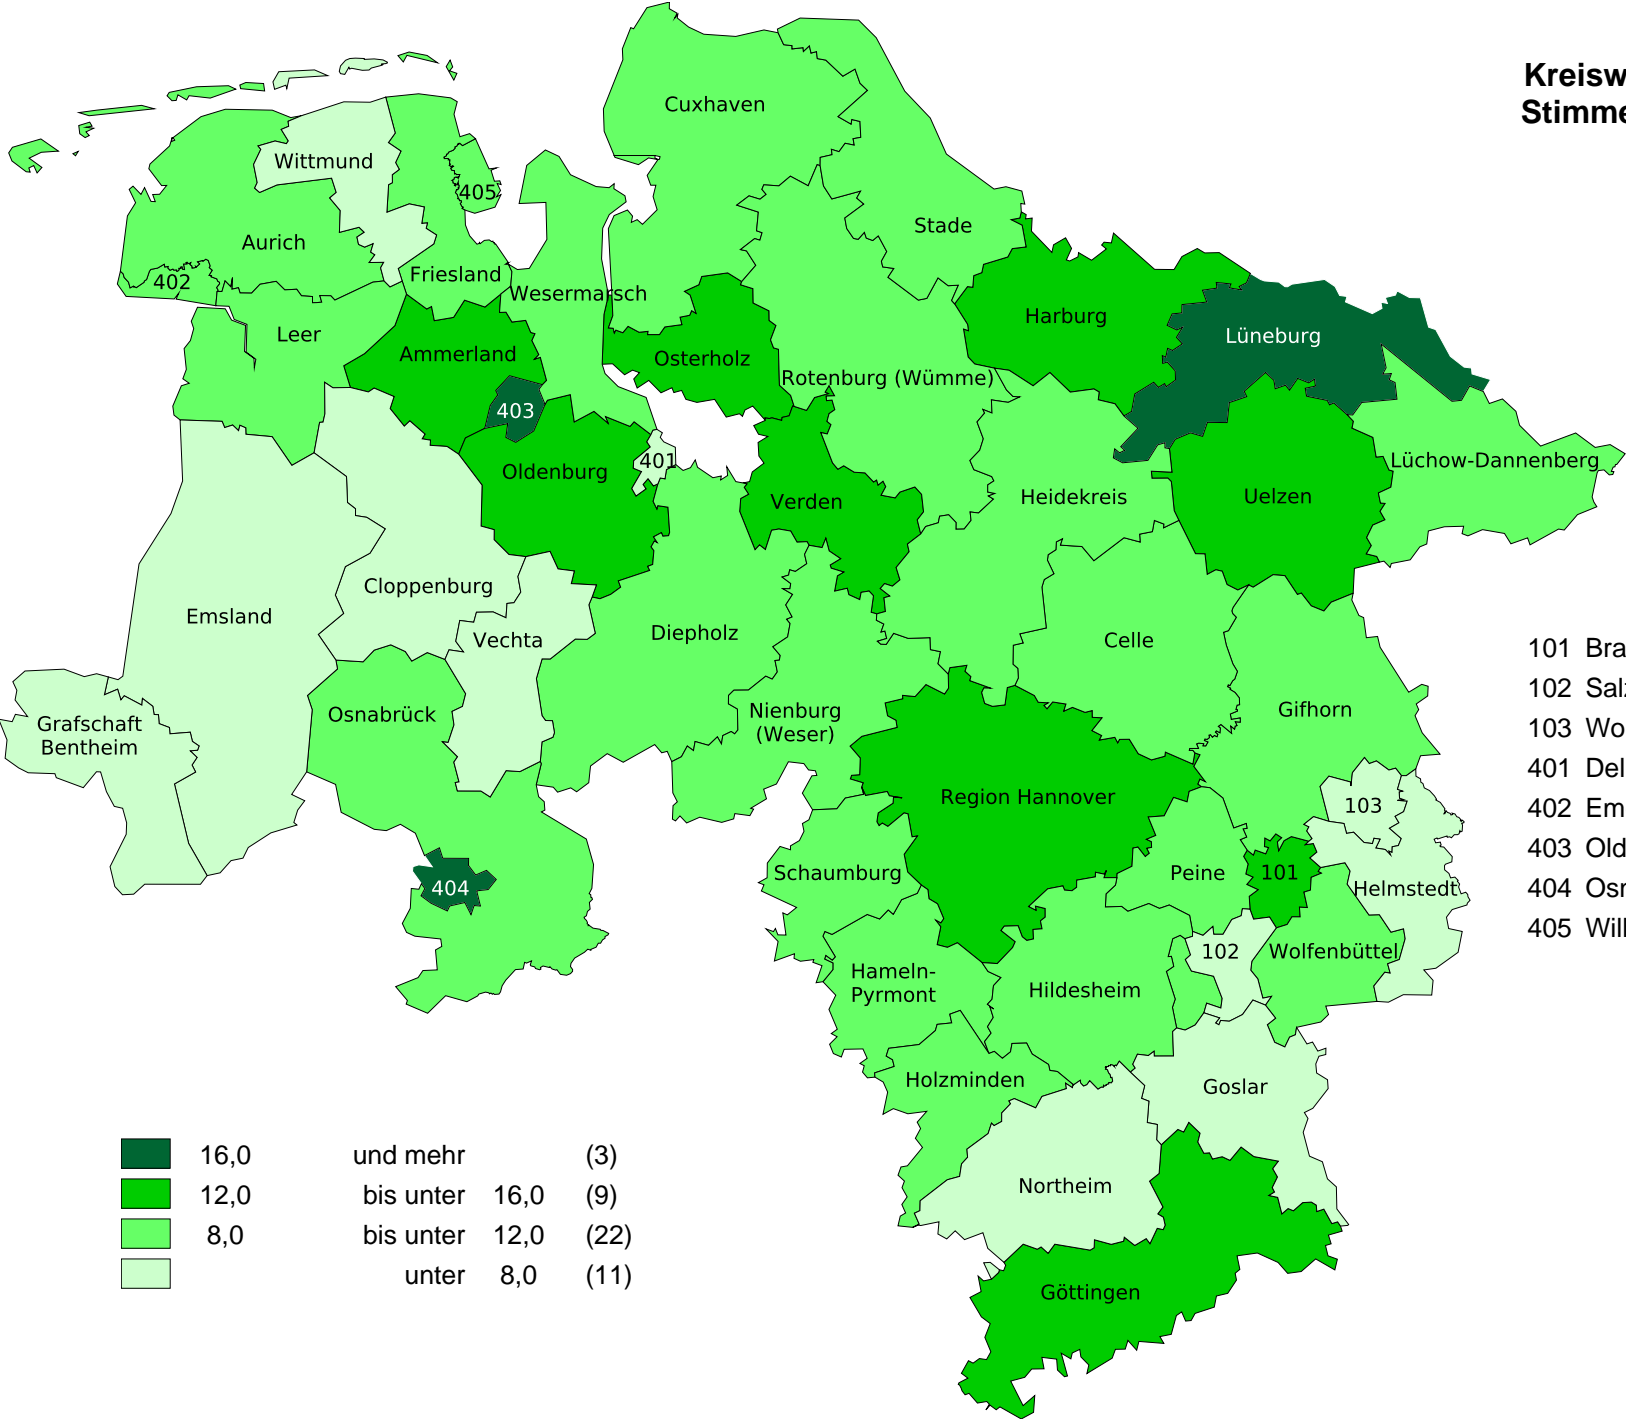 Kreisw
Stimme
Cuxhaven
Wittmund
405
Stade
Aurich
Friesland
402
Wesermarsch
Harburg
Leer
Lüneburg
Ammerland
Osterholz
Rotenburg (Wümme)
403
401
Lüchow-Dannenberg
Oldenburg
Verden
Heidekreis
Uelzen
Cloppenburg
Emsland
Vechta
Diepholz
Celle
101 Bra
102 Salz
103 Wo
401 Del
402 Em
403 Old
404 Osn
405 Will
Grafschaft
Bentheim
Osnabrück
Nienburg
(Weser)
Gifhorn
Region Hannover
103
Schaumburg
Peine
101
404
Helmstedt
102
Wolfenbüttel
Hameln-
Pyrmont
Hildesheim
Holzminden
Goslar
Northeim
Göttingen
16,0 und mehr (3)
12,0 bis unter 16,0 (9)
8,0 bis unter 12,0 (22)
unter 8,0 (11)